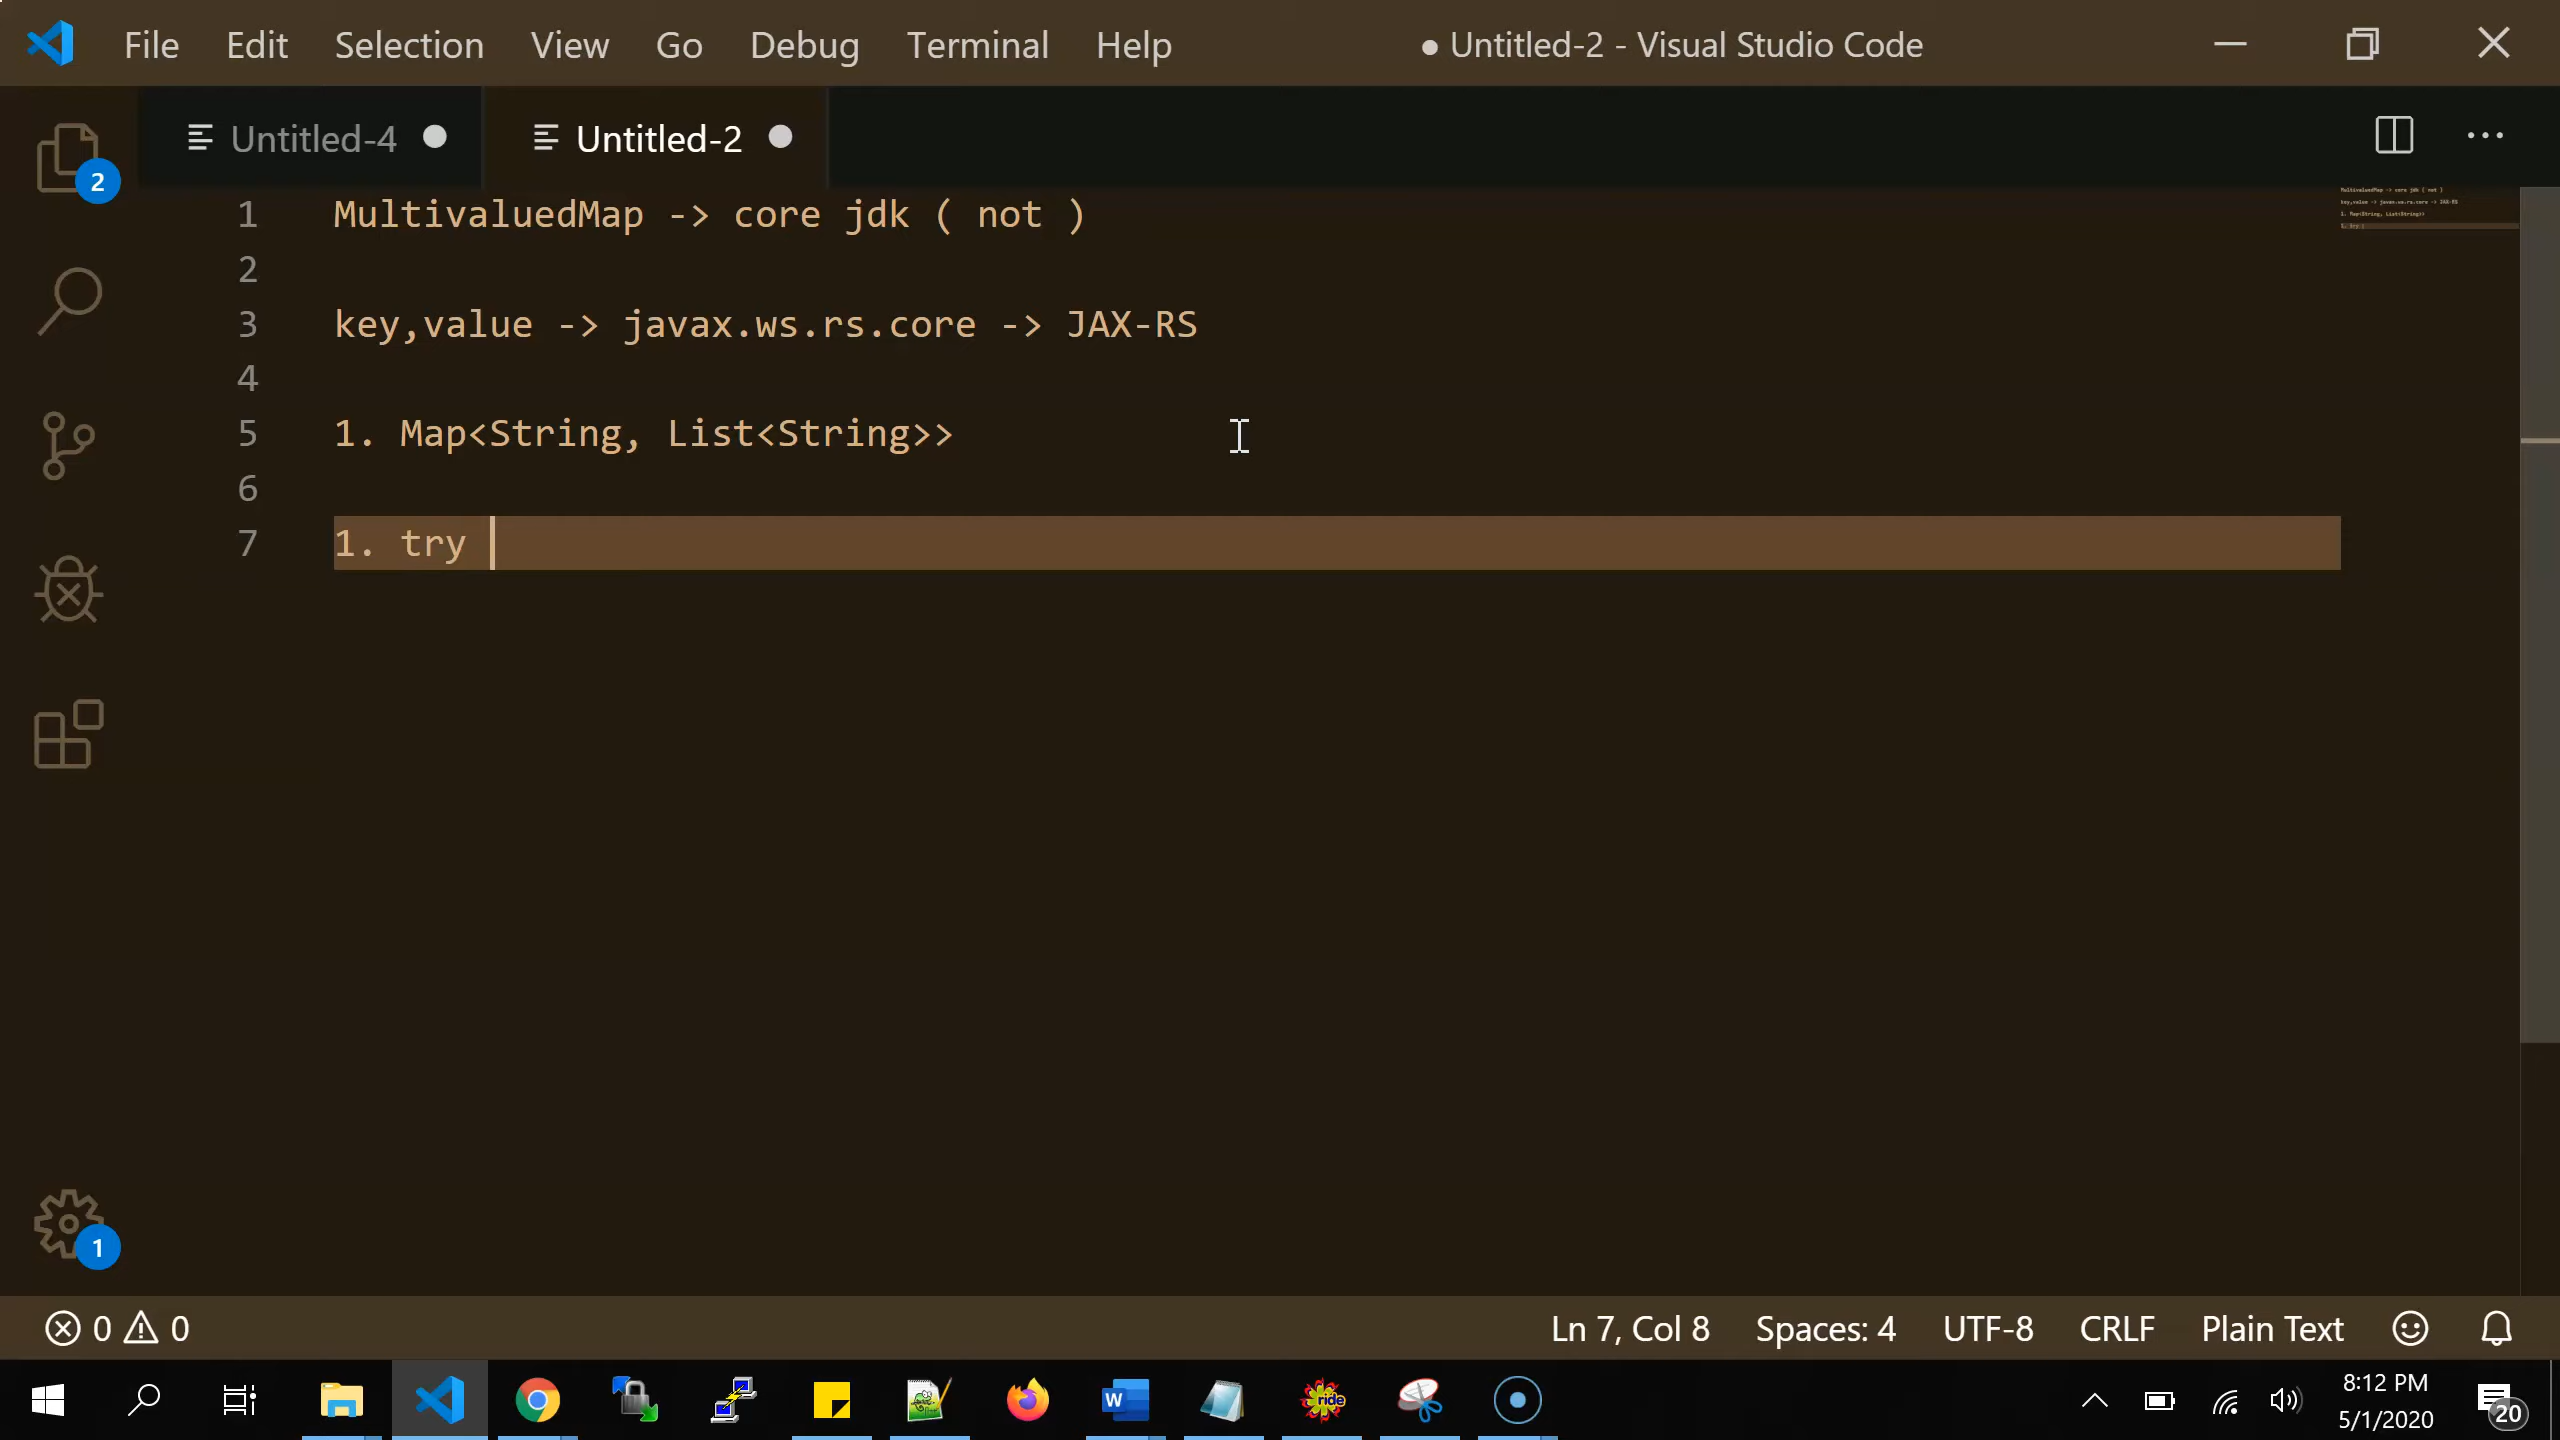 File Edit Selection View Go Debug Terminal Help ● Untitled-2 - Visual Studio Code
Untitled-4 Untitled-2
2
1 MultivaluedMap -> core jdk ( not )
2
3 key,value -> javax.ws.rs.core -> JAX-RS
4
5 1. Map<String, List<String>>
6
7 1. try
1
0 0 Ln 7, Col 8 Spaces: 4 UTF-8 CRLF Plain Text
W ride 8:12 PM
5/1/2020 20